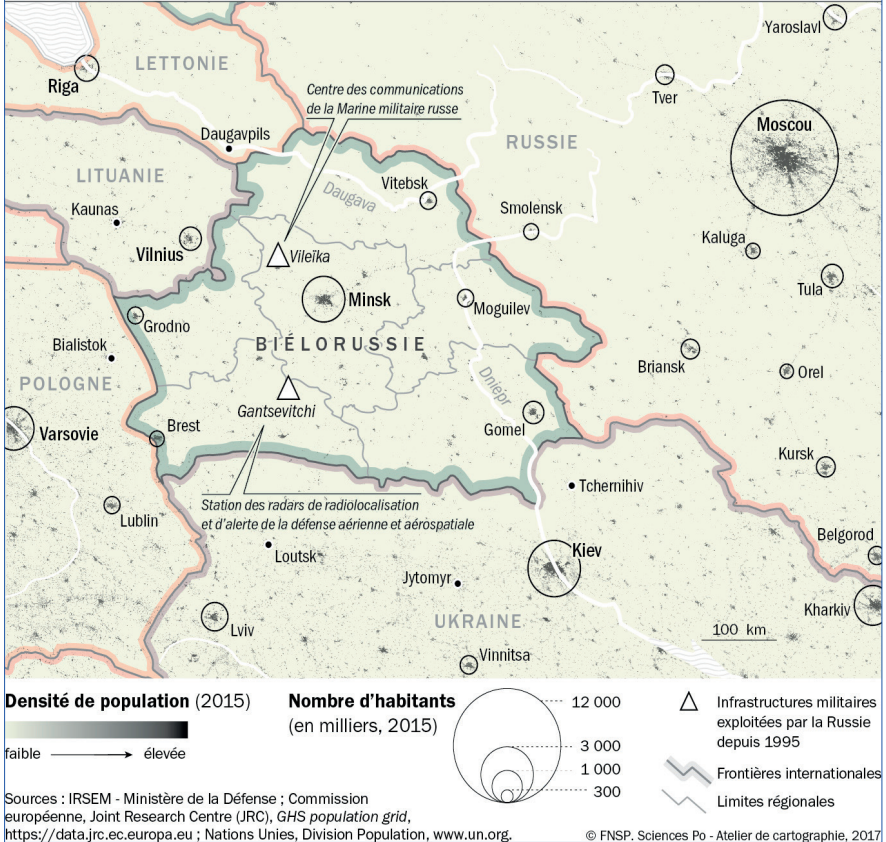 Yaroslavl
LETTONIE
Riga
Centre des communications
de la Marine militaire russe
Tver
Moscou
Daugavpils
RUSSIE
LITUANIE
Vitebsk
Daugava
Kaunas
Smolensk
Vilnius
Kaluga
Vileïka
Tula
Minsk
Moguilev
Grodno
BIÉLORUSSIE
Bialistok
Briansk
Orel
POLOGNE
Dniepr
Gantsevitchi
Varsovie
Brest
Gomel
Kursk
Tchernihiv
Station des radars de radiolocalisation
et d'alerte de la défense aérienne et aérospatiale
Lublin
Belgorod
Loutsk
Kiev
Jytomyr
Kharkiv
Lviv
UKRAINE
100 km
Vinnitsa
Densité de population (2015)
faible
élevée
Nombre d'habitants
(en milliers, 2015)
12 000
3 000
1 000
300
Infrastructures militaires
exploitées par la Russie
depuis 1995
Frontières internationales
Limites régionales
Sources : IRSEM - Ministère de la Défense ; Commission
européenne, Joint Research Centre (JRC), GHS population grid,
https://data.jrc.ec.europa.eu ; Nations Unies, Division Population, www.un.org.
© FNSP. Sciences Po - Atelier de cartographie, 2017